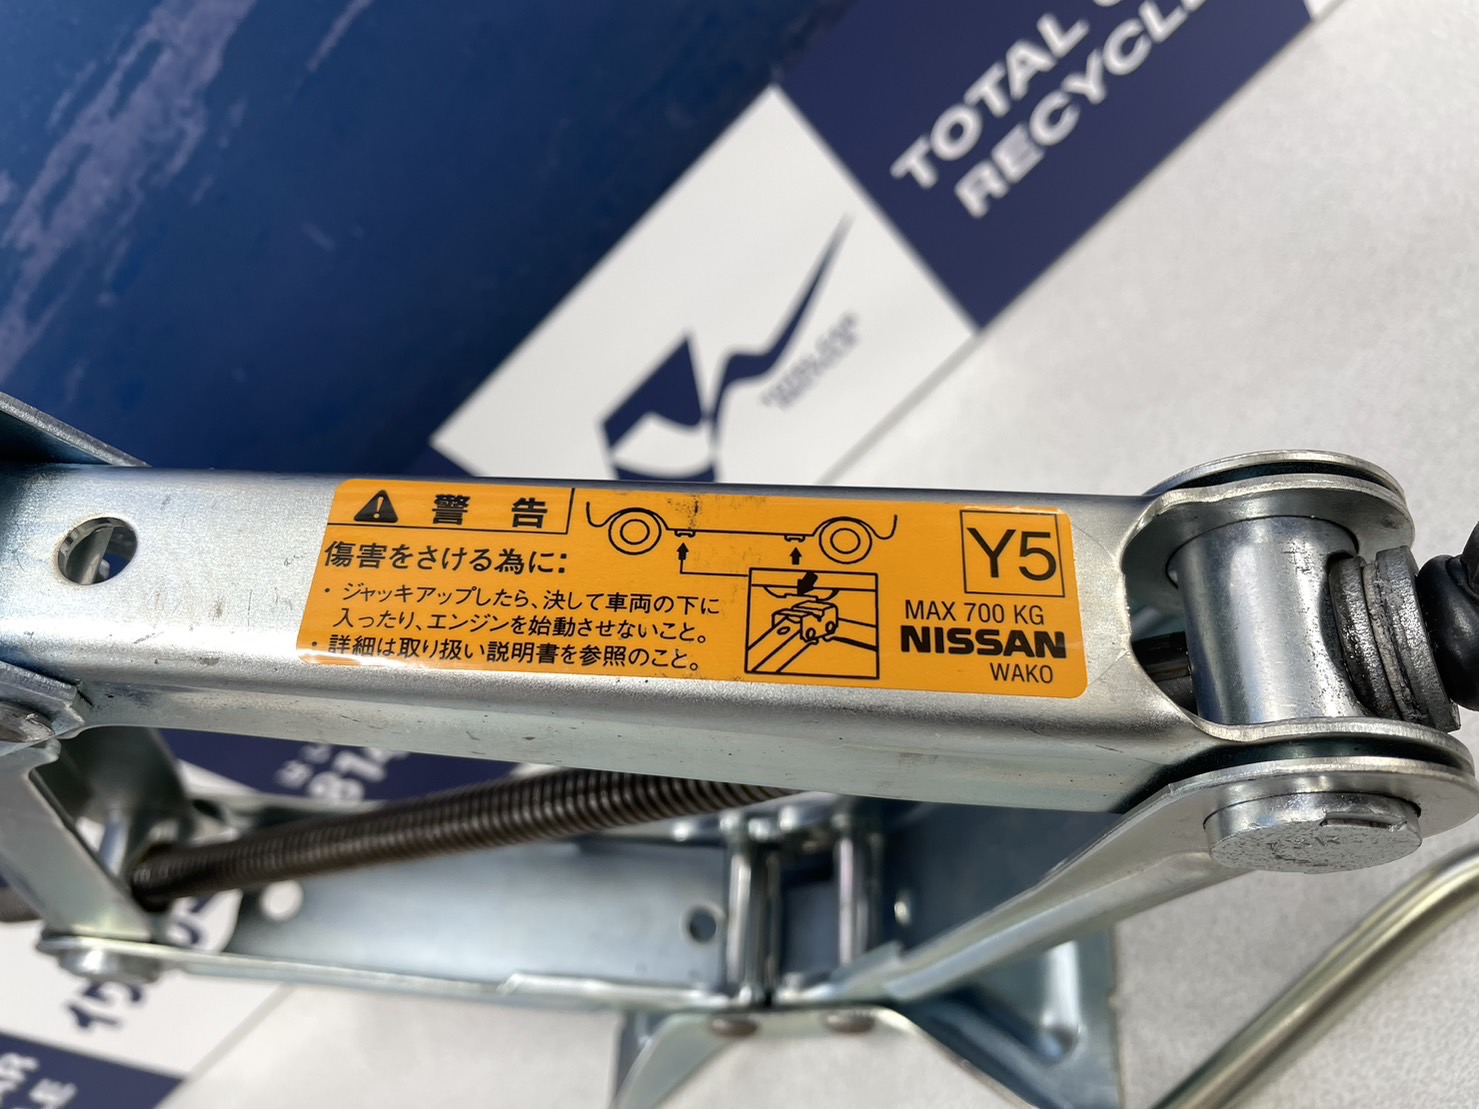 TOTAL
RECYCLE
警告
傷害をさける為に:
・ジャッキアップしたら、決して車両の下に
入ったり、エンジンを始動させないこと。
・詳細は取り扱い説明書を参照のこと。
Y5
MAX 700 KG
NISSAN
WAKO